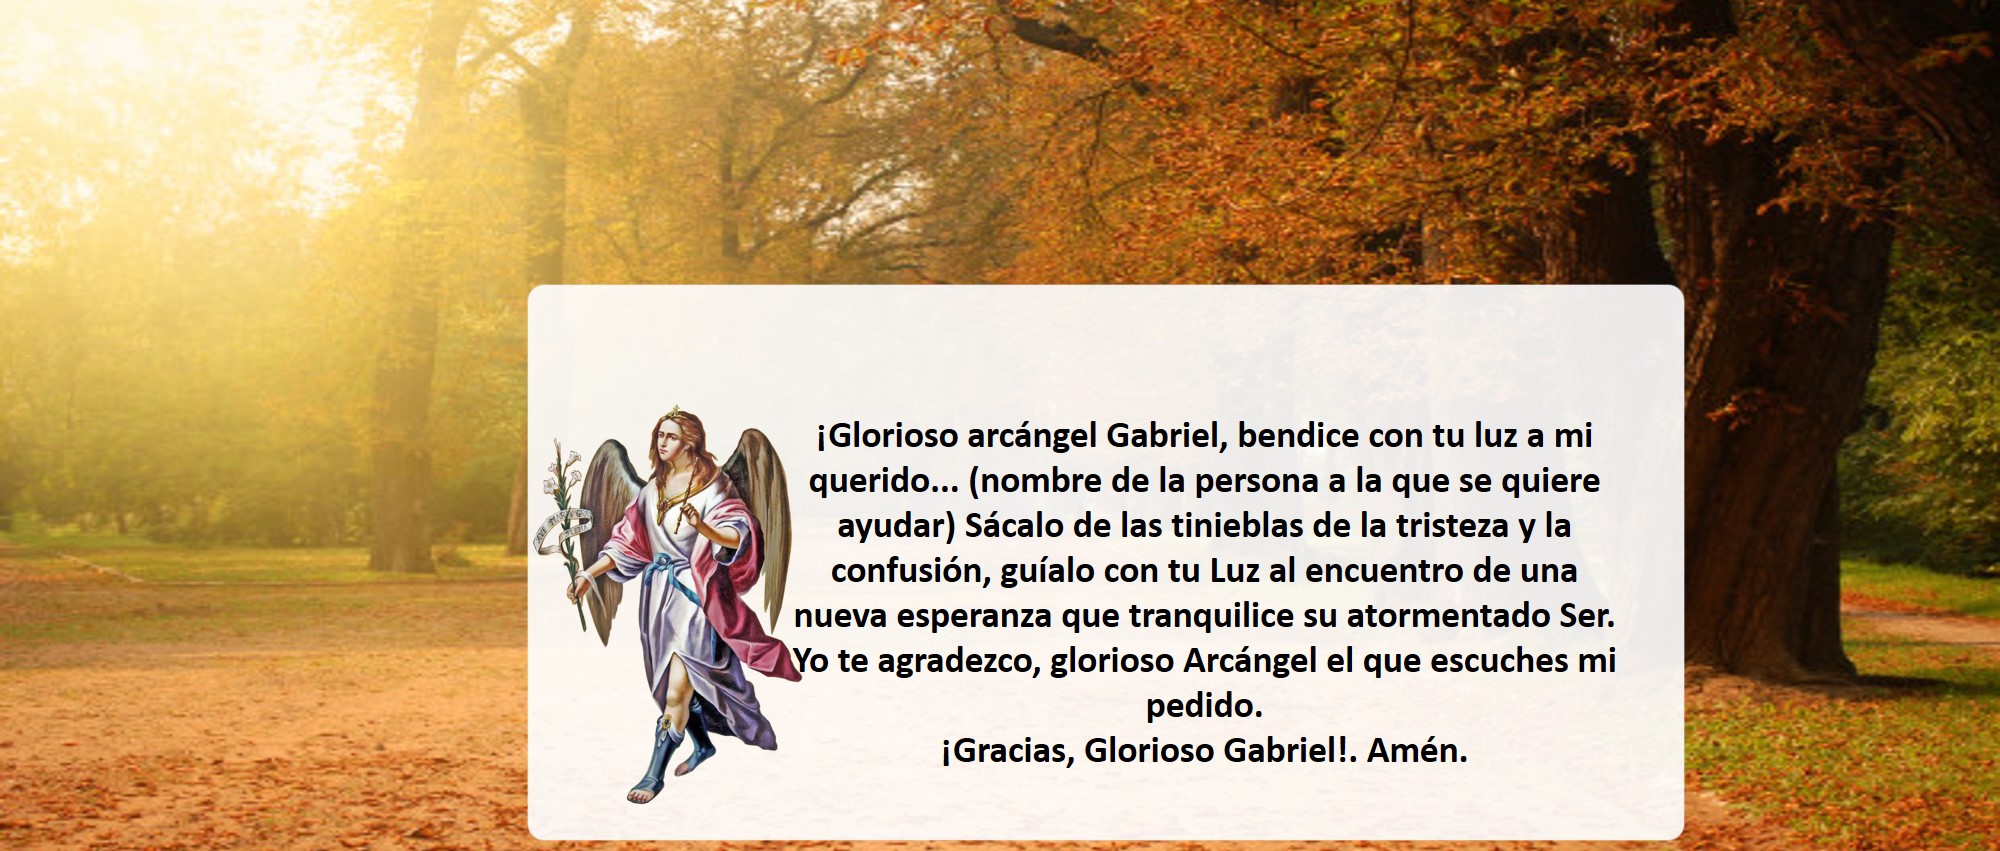 ¡Glorioso arcángel Gabriel, bendice con tu luz a mi
querido... (nombre de la persona a la que se quiere
ayudar) Sácalo de las tinieblas de la tristeza y la
confusión, guíalo con tu Luz al encuentro de una
nueva esperanza que tranquilice su atormentado Ser.
Yo te agradezco, glorioso Arcángel el que escuches mi
pedido.
¡Gracias, Glorioso Gabriel!. Amén.